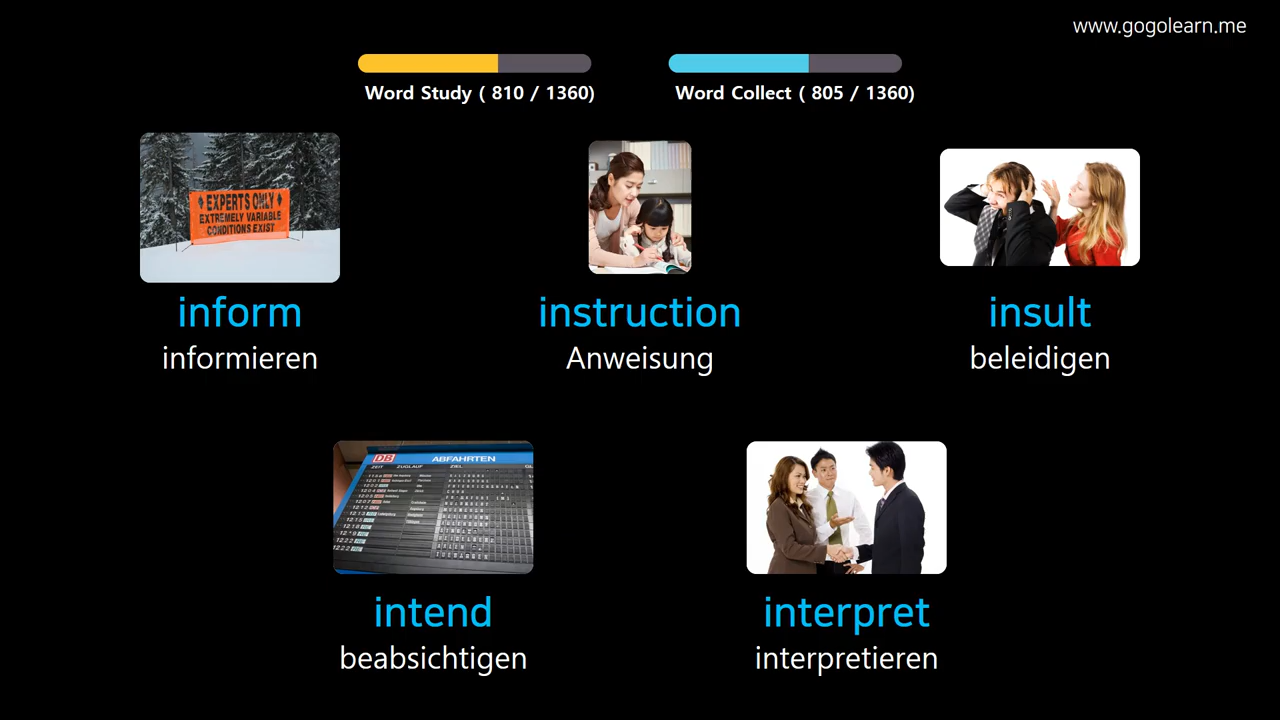 www.gogolearn.me
Word Study ( 810 / 1360)
Word Collect ( 805 / 1360)
EXPERTS ONLY
EXTREMELY VARIABLE
CONDITIONS EXIST
inform
informieren
instruction
Anweisung
insult
beleidigen
DB ABFAHRTEN
ZEIT ZUGLAUF ZIEL
intend
beabsichtigen
interpret
interpretieren